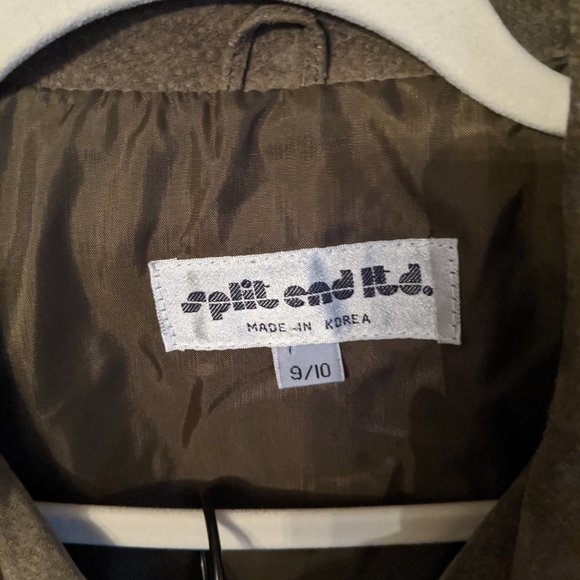 split end ltd.
MADE IN KOREA
9/10